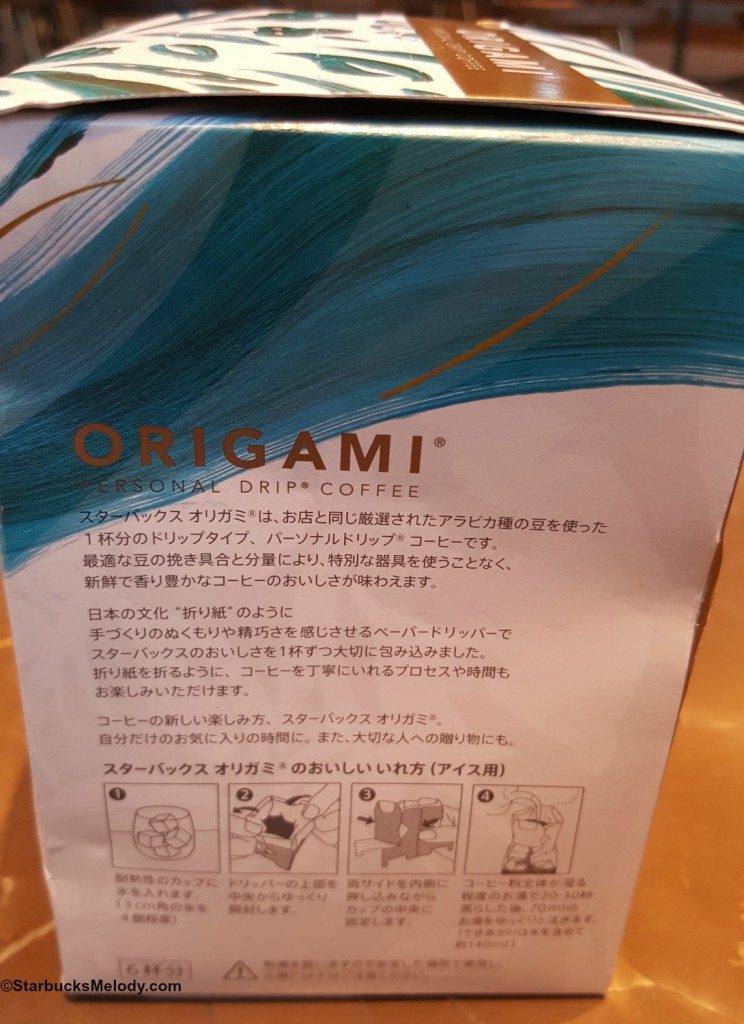 ORIGAMI
ORIGAMI®
PERSONAL DRIP® COFFEE
スターバックス オリガミ®は、お店と同じ厳選されたアラビカ種の豆を使った
1杯分のドリップタイプ、パーソナルドリップ® コーヒーです。
最適な豆の挽き具合と分量により、特別な器具を使うことなく、
新鮮で香り豊かなコーヒーのおいしさが味わえます。
日本の文化 “折り紙” のように
手づくりのぬくもりや精巧さを感じさせるペーパードリッパーで
スターバックスのおいしさを1杯ずつ大切に包み込みました。
折り紙を折るように、コーヒーを丁寧にいれるプロセスや時間も
お楽しみいただけます。
コーヒーの新しい楽しみ方、スターバックス オリガミ®。
自分だけのお気に入りの時間に。また、大切な人への贈り物にも。
スターバックス オリガミ® のおいしい いれ方 (アイス用)
1
耐熱性のカップに
氷を入れます。
(3cm角の氷を
4個程度)
2
ドリッパーの上部を
中央からゆっくり
開封します。
3
両サイドを内側に
押し込みながら
カップの中央に
固定します。
4
コーヒー粉全体が湿る
程度のお湯で20-30秒
蒸らした後、70mlの
お湯をゆっくりと注ぎます。
(できあがりは氷を含めて
約140ml)
6杯分
熱湯を扱いますので安定した場所で使用し、
©StarbucksMelody.com